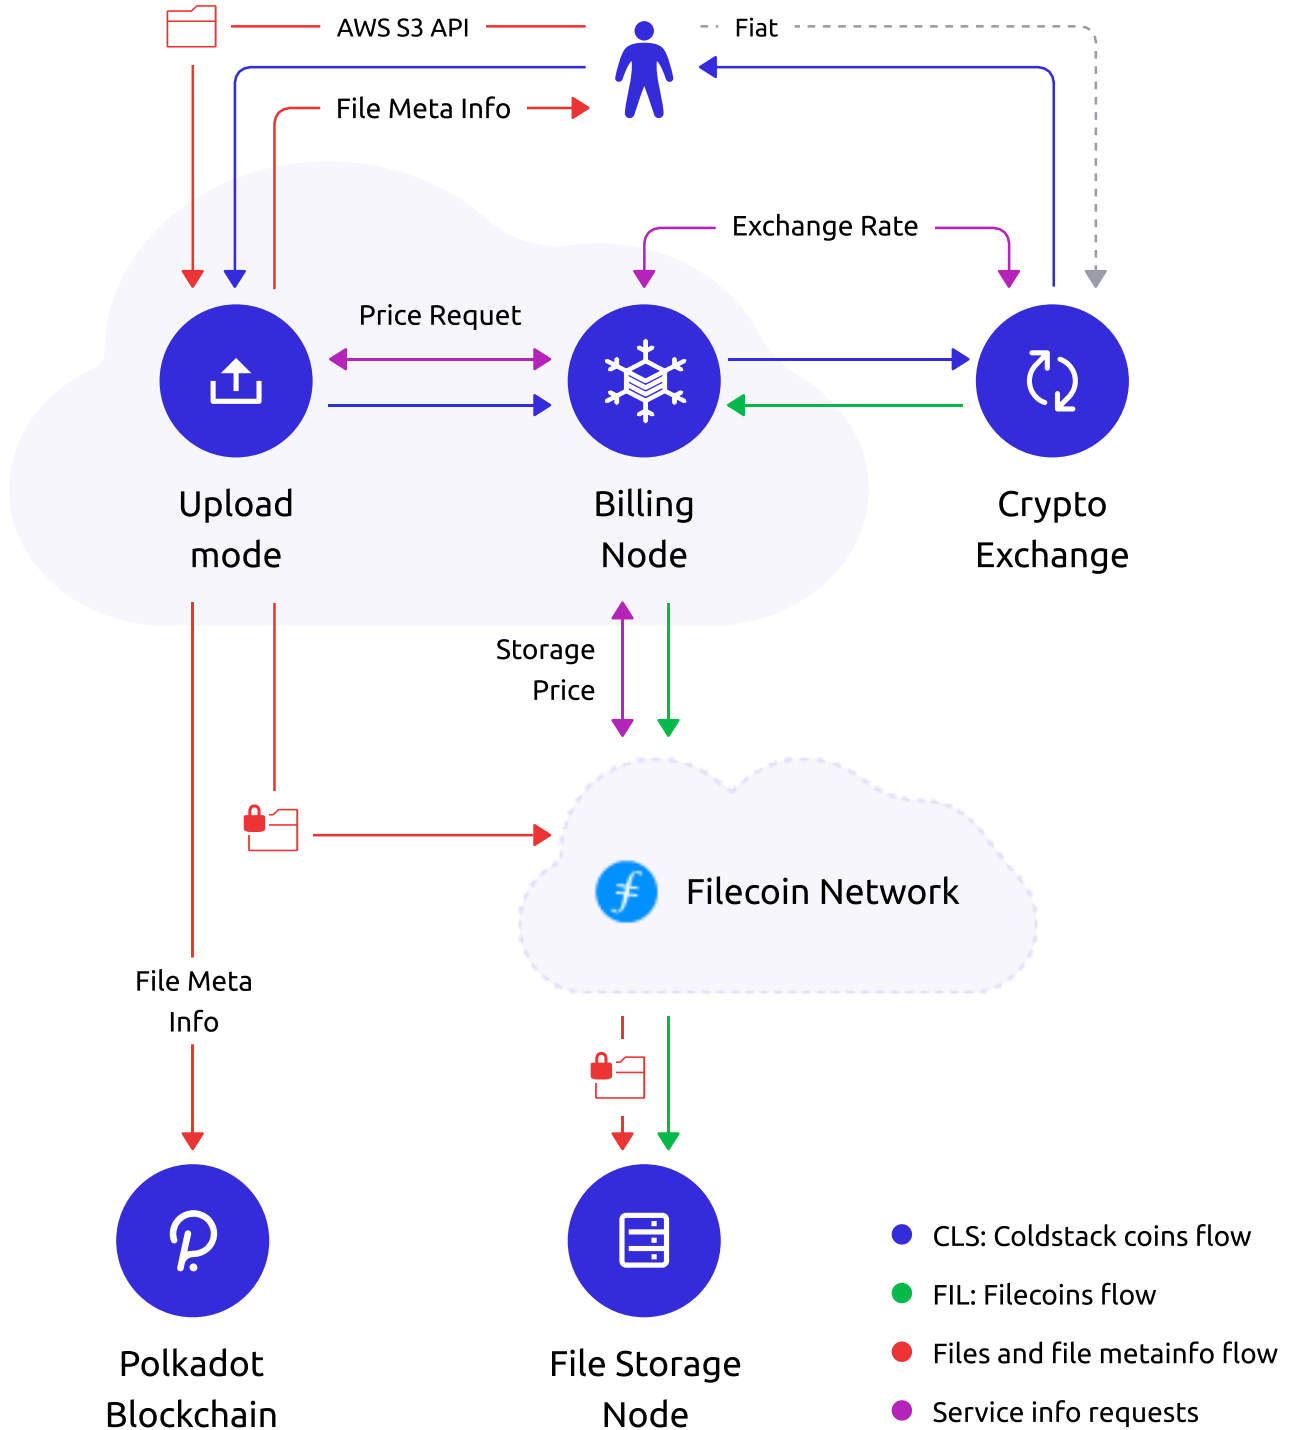 AWS S3 API
Fiat
File Meta Info
Exchange Rate
Price Requet
Upload
mode
Billing
Node
Crypto
Exchange
Storage
Price
Filecoin Network
File Meta
Info
Polkadot
Blockchain
File Storage
Node
CLS: Coldstack coins flow
FIL: Filecoins flow
Files and file metainfo flow
Service info requests